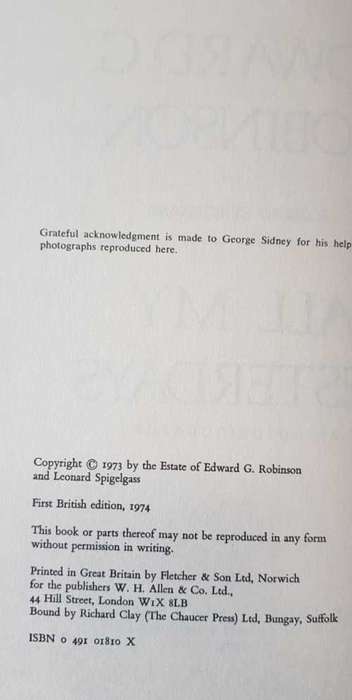 Grateful acknowledgment is made to George Sidney for his help
photographs reproduced here.
Copyright © 1973 by the Estate of Edward G. Robinson
and Leonard Spigelgass
First British edition, 1974
This book or parts thereof may not be reproduced in any form
without permission in writing.
Printed in Great Britain by Fletcher & Son Ltd, Norwich
for the publishers W. H. Allen & Co. Ltd.,
44 Hill Street, London W1X 8LB
Bound by Richard Clay (The Chaucer Press) Ltd, Bungay, Suffolk
ISBN 0 491 01810 X